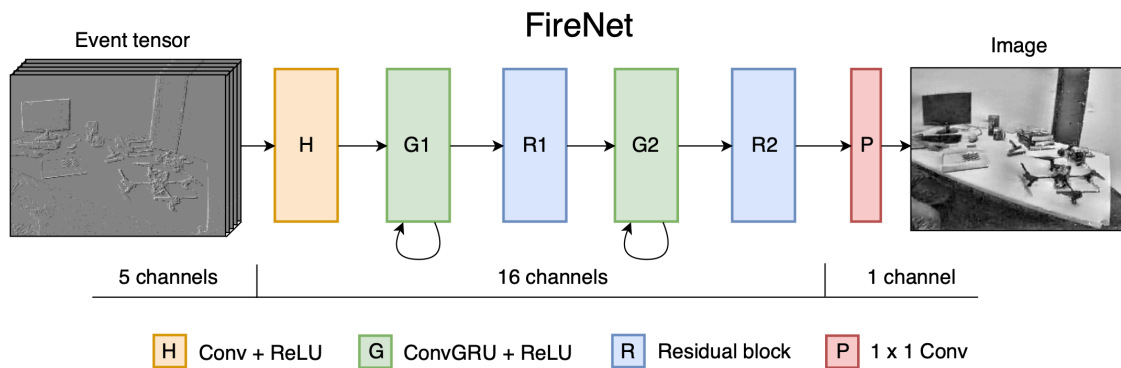 FireNet
Event tensor
Image
H
G1
R1
G2
R2
P
5 channels
16 channels
1 channel
H Conv + ReLU
G ConvGRU + ReLU
R Residual block
P 1 x 1 Conv